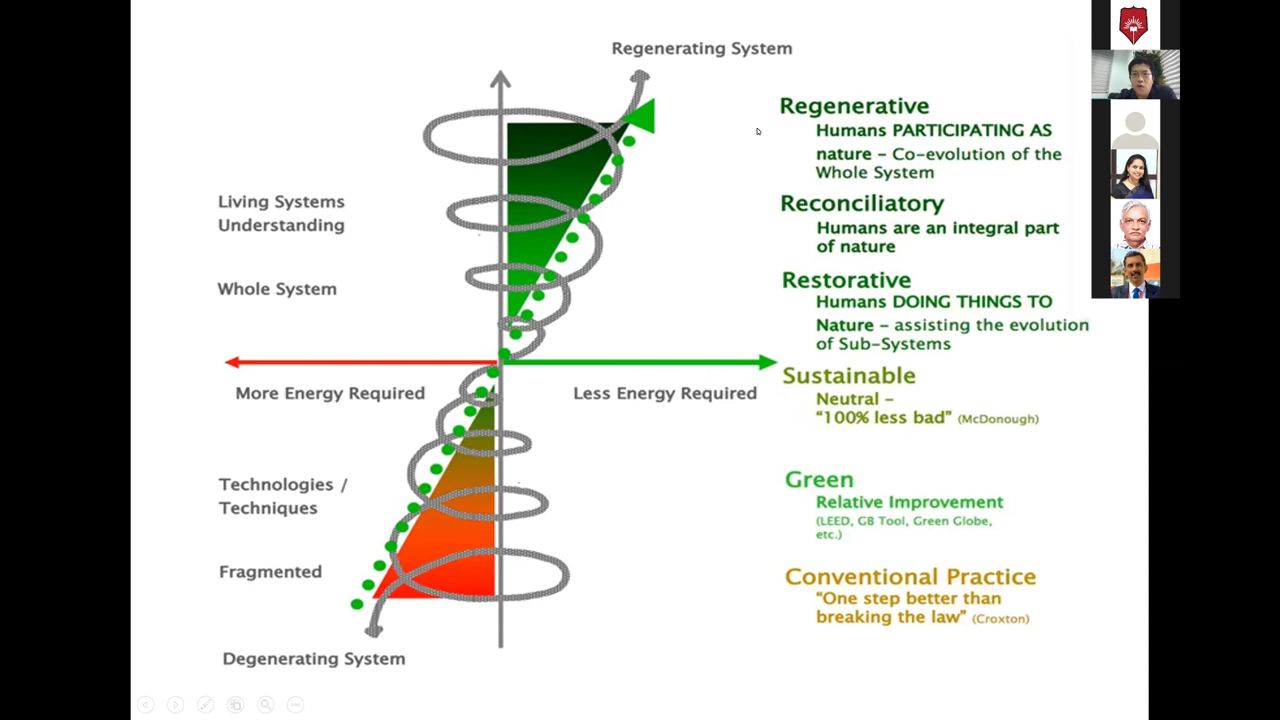 Regenerating System
Living Systems
Understanding
Whole System
More Energy Required
Less Energy Required
Technologies /
Techniques
Fragmented
Degenerating System
Regenerative
Humans PARTICIPATING AS
nature – Co-evolution of the
Whole System
Reconciliatory
Humans are an integral part
of nature
Restorative
Humans DOING THINGS TO
Nature – assisting the evolution
of Sub-Systems
Sustainable
Neutral –
“100% less bad” (McDonough)
Green
Relative Improvement
(LEED, GB Tool, Green Globe,
etc.)
Conventional Practice
“One step better than
breaking the law” (Croxton)